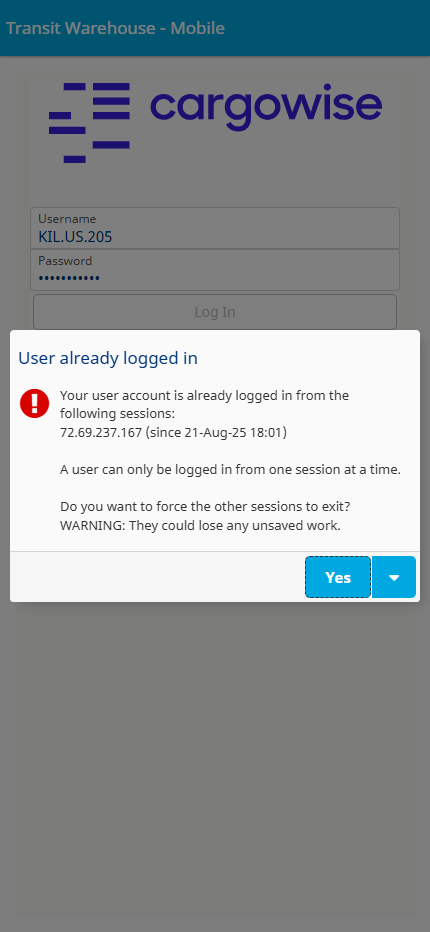 Transit Warehouse - Mobile
cargowise
Username
KIL.US.205
Password
•••••••••••
Log In
User already logged in
Your user account is already logged in from the
following sessions:
72.69.237.167 (since 21-Aug-25 18:01)
A user can only be logged in from one session at a time.
Do you want to force the other sessions to exit?
WARNING: They could lose any unsaved work.
Yes